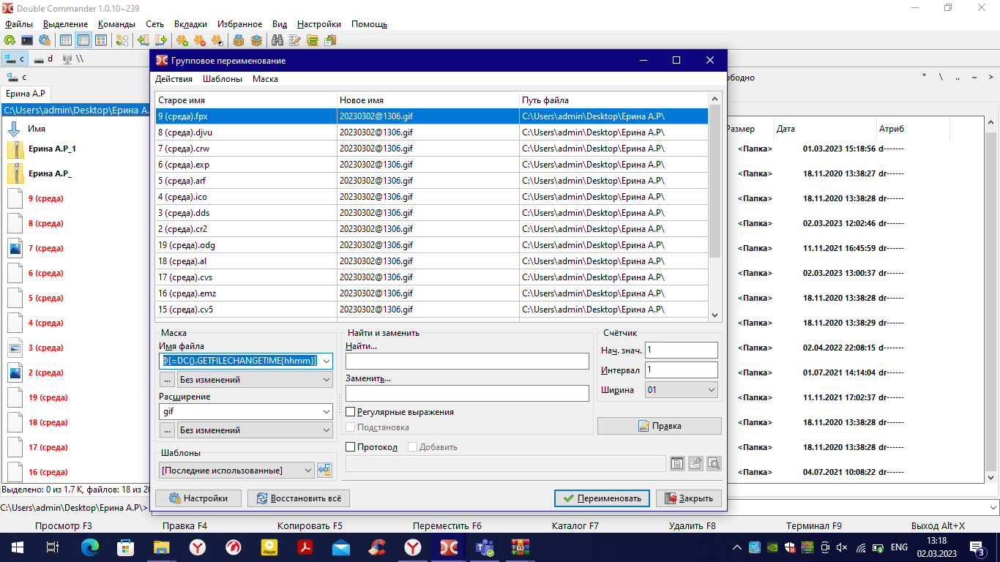 Double Commander 1.0.10~239
Файлы Выделение Команды Сеть Вкладки Избранное Вид Настройки Помощь
c d \\
c
ободно * \ .. ~ >
Ерина А.Р
C:\Users\admin\Desktop\Ерина А.
Имя
Ерина А.Р_1
Ерина А.Р_
9 (среда)
8 (среда)
7 (среда)
6 (среда)
5 (среда)
4 (среда)
3 (среда)
2 (среда)
19 (среда)
18 (среда)
17 (среда)
16 (среда)
Выделено: 0 из 1.7 K, файлов: 18 из 20
C:\Users\admin\Desktop\Ерина А.Р\>
Групповое переименование
Действия Шаблоны Маска
Старое имя Новое имя Путь файла
9 (среда).fpx 20230302@1306.gif C:\Users\admin\Desktop\Ерина А.Р\
8 (среда).djvu 20230302@1306.gif C:\Users\admin\Desktop\Ерина А.Р\
7 (среда).crw 20230302@1306.gif C:\Users\admin\Desktop\Ерина А.Р\
6 (среда).exp 20230302@1306.gif C:\Users\admin\Desktop\Ерина А.Р\
5 (среда).arf 20230302@1306.gif C:\Users\admin\Desktop\Ерина А.Р\
4 (среда).ico 20230302@1306.gif C:\Users\admin\Desktop\Ерина А.Р\
3 (среда).dds 20230302@1306.gif C:\Users\admin\Desktop\Ерина А.Р\
2 (среда).cr2 20230302@1306.gif C:\Users\admin\Desktop\Ерина А.Р\
19 (среда).odg 20230302@1306.gif C:\Users\admin\Desktop\Ерина А.Р\
18 (среда).al 20230302@1306.gif C:\Users\admin\Desktop\Ерина А.Р\
17 (среда).cvs 20230302@1306.gif C:\Users\admin\Desktop\Ерина А.Р\
16 (среда).emz 20230302@1306.gif C:\Users\admin\Desktop\Ерина А.Р\
15 (среда).cv5 20230302@1306.gif C:\Users\admin\Desktop\Ерина А.Р\
Маска
Имя файла
@[=DC().GETFILECHANGETIME{hhmm}]
... Без изменений
Расширение
gif
... Без изменений
Шаблоны
[Последние использованные]
Найти и заменить
Найти...
Заменить...
Регулярные выражения
Подстановка
Протокол Добавить
Счётчик
Нач. знач. 1
Интервал 1
Ширина 01
Правка
Настройки Восстановить всё Переименовать Закрыть
Размер Дата Атриб
<Папка> 01.03.2023 15:18:56 d-------
<Папка> 18.11.2020 13:38:27 dr------
<Папка> 18.11.2020 13:38:28 dr------
<Папка> 02.03.2023 12:02:46 dr------
<Папка> 11.11.2021 16:45:59 dr------
<Папка> 02.03.2023 13:00:37 dr------
<Папка> 18.11.2020 13:38:28 dr------
<Папка> 18.11.2020 13:38:29 dr------
<Папка> 02.04.2022 22:08:15 d-------
<Папка> 01.07.2021 14:14:04 dr------
<Папка> 11.11.2021 17:02:37 dr------
<Папка> 18.11.2020 13:38:28 dr------
<Папка> 18.11.2020 13:38:28 dr------
<Папка> 04.07.2021 10:08:22 dr------
Просмотр F3 Правка F4 Копировать F5 Переместить F6 Каталог F7 Удалить F8 Терминал F9 Выход Alt+X
Player
ENG 13:18
02.03.2023
3